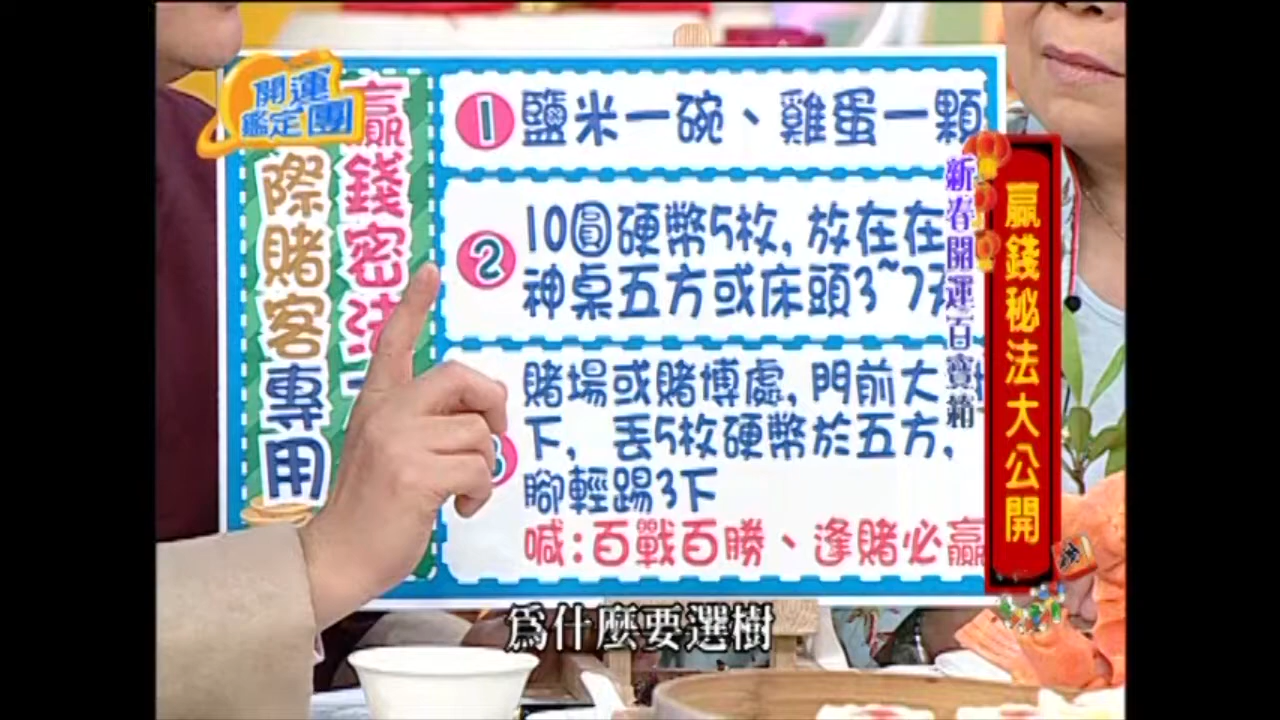 開運
鑑定團
贏錢密法
際賭客專用
1 鹽米一碗、雞蛋一顆
2 10圓硬幣5枚,放在在
神桌五方或床頭3~7天
賭場或賭博處,門前大
下, 丟5枚硬幣於五方,
腳輕踢3下
喊:百戰百勝、逢賭必贏
新春開運百寶箱
贏錢秘法大公開
為什麼要選樹